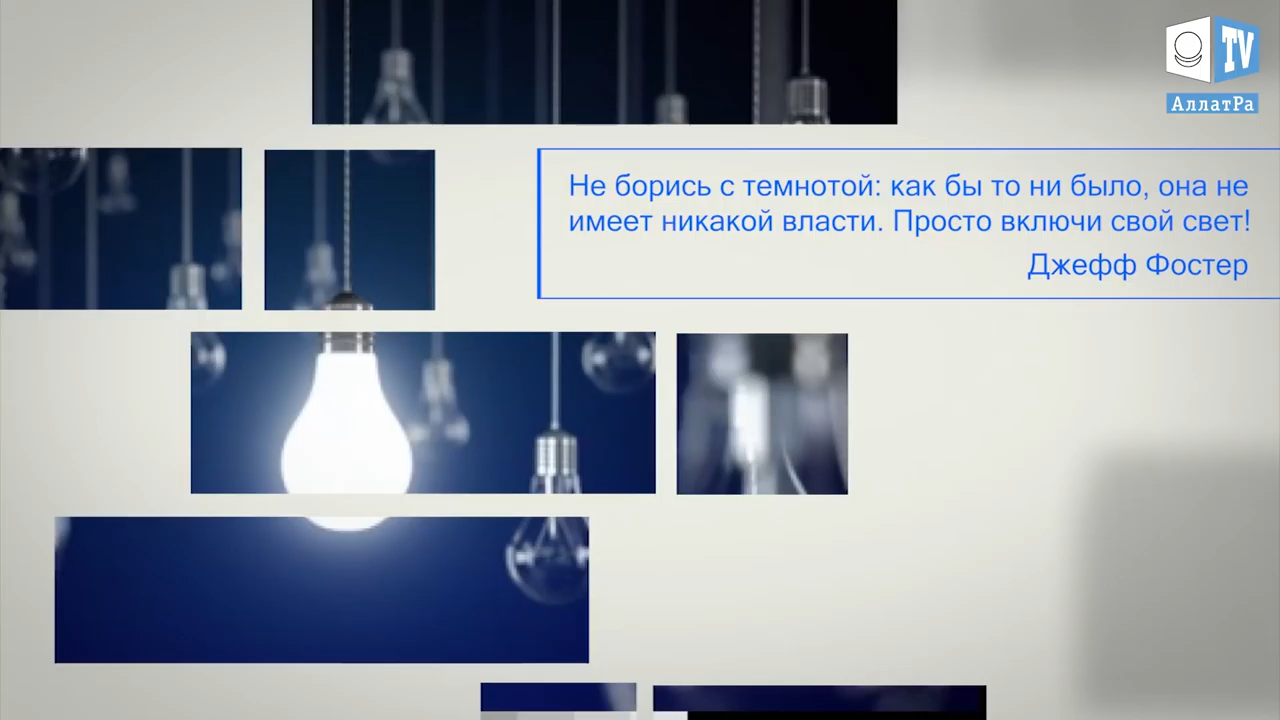 TV
АллатРа
Не борись с темнотой: как бы то ни было, она не
имеет никакой власти. Просто включи свой свет!
Джефф Фостер